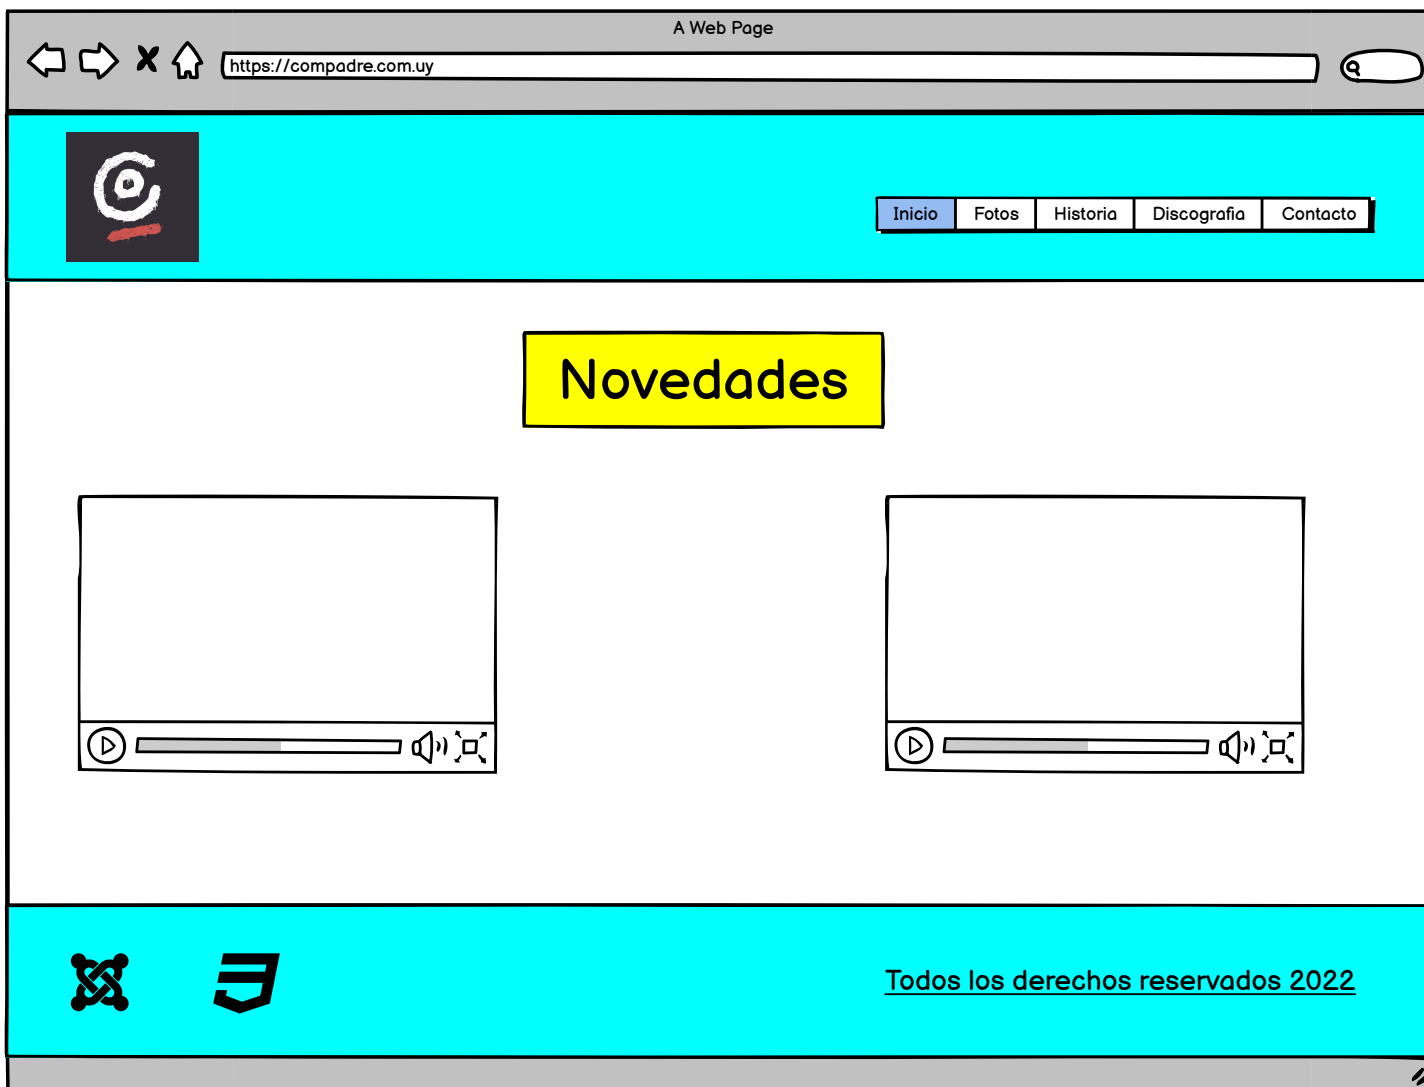 A Web Page
https://compadre.com.uy
Inicio Fotos Historia Discografia Contacto
Novedades
Todos los derechos reservados 2022